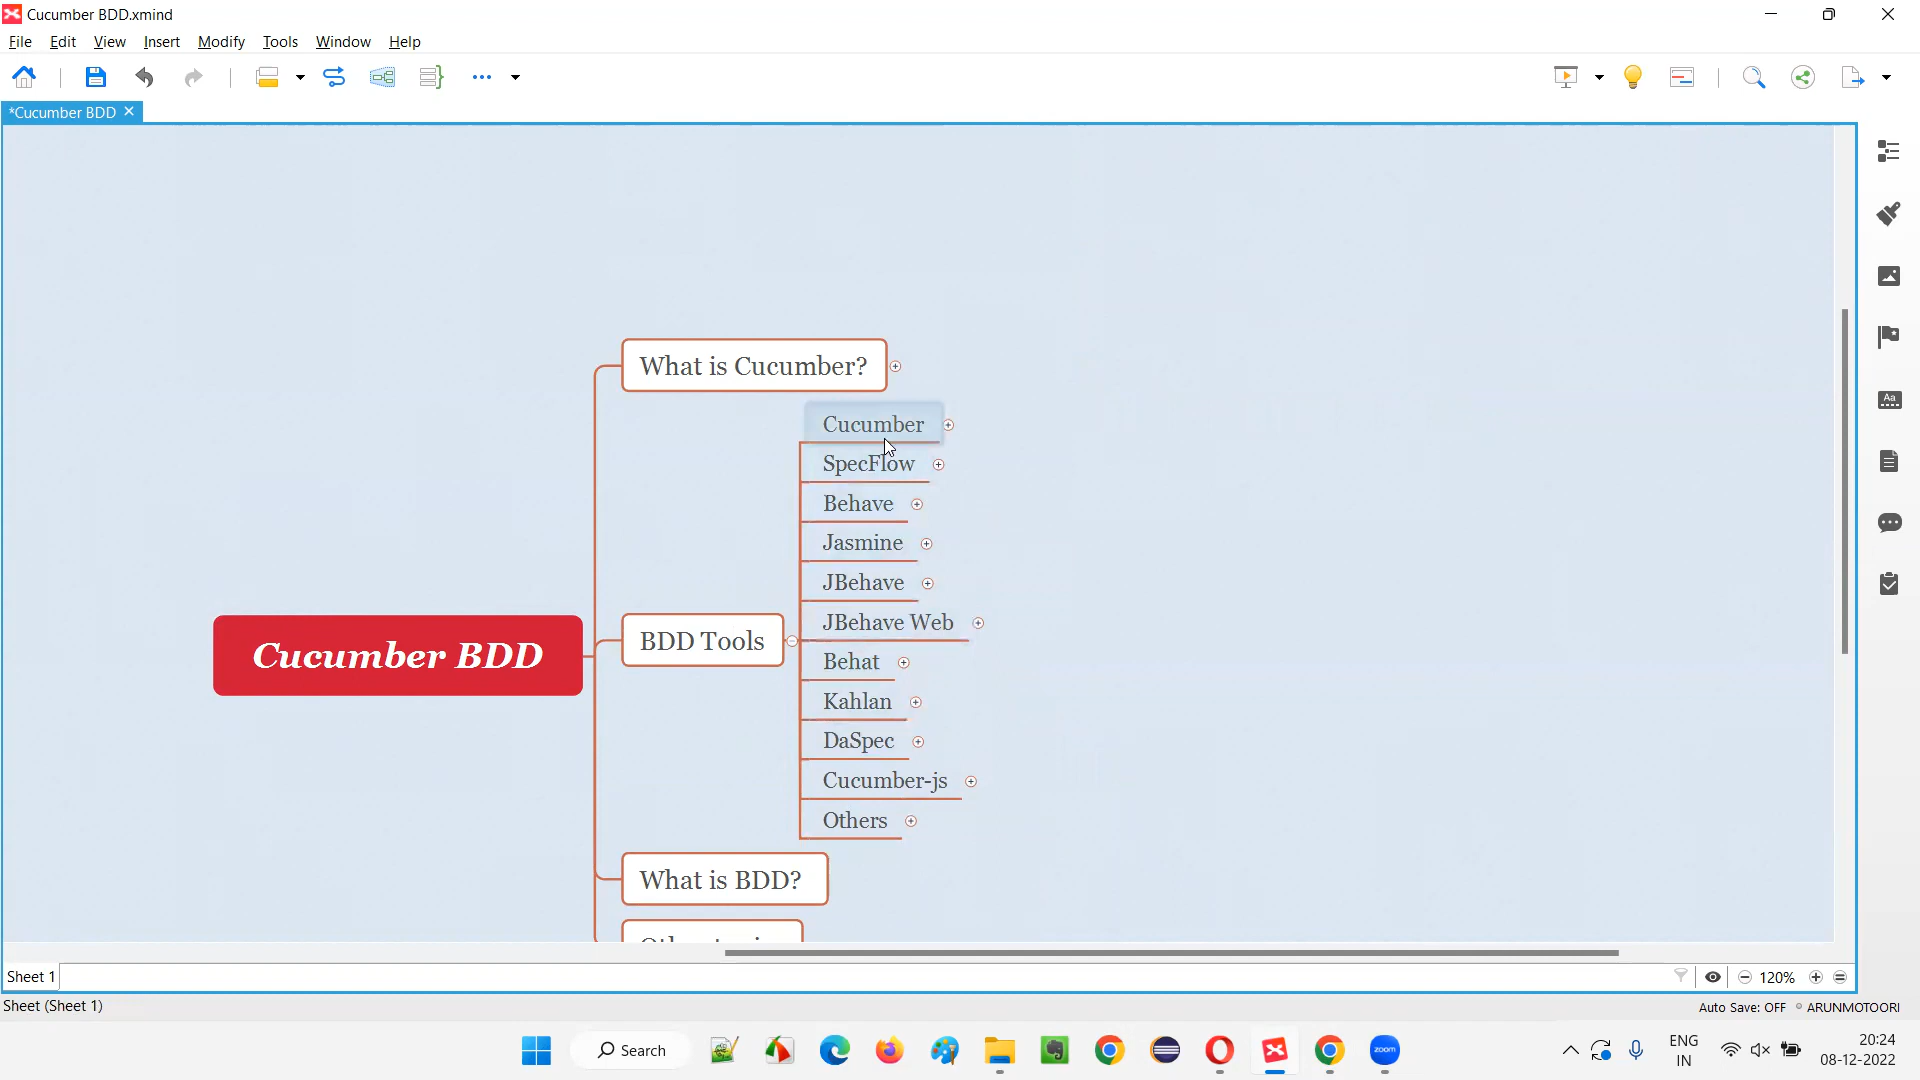 Cucumber BDD.xmind
File Edit View Insert Modify Tools Window Help
*Cucumber BDD
What is Cucumber?
Cucumber
SpecFlow
Behave
Jasmine
JBehave
Cucumber BDD
BDD Tools
JBehave Web
Behat
Kahlan
DaSpec
Cucumber-js
Others
What is BDD?
Aa
Sheet 1
120%
Sheet (Sheet 1)
Auto Save: OFF ARUNMOTOORI
Search
zoom
ENG
IN
20:24
08-12-2022